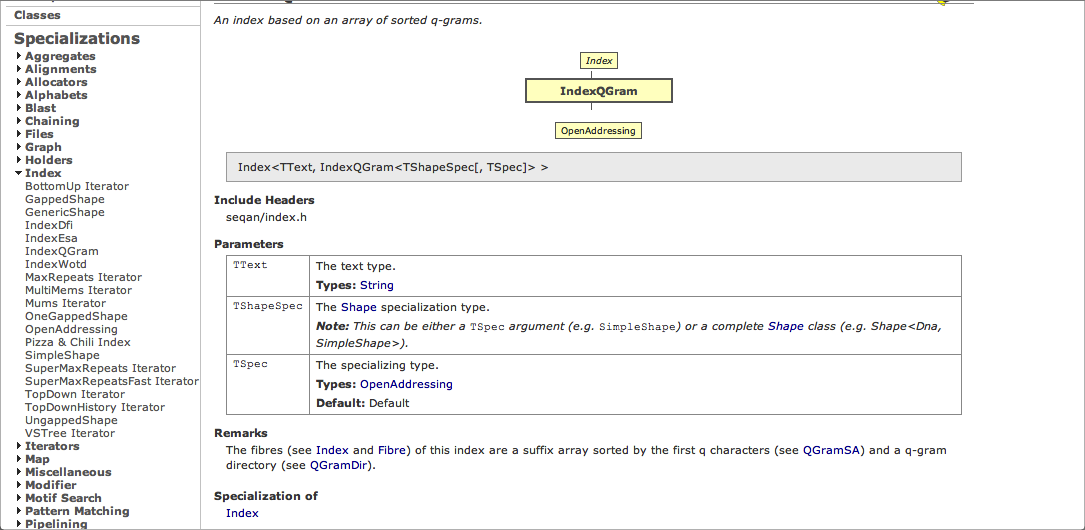 Classes
Specializations
Aggregates
Alignments
Allocators
Alphabets
Blast
Chaining
Files
Graph
Holders
Index
BottomUp Iterator
GappedShape
GenericShape
IndexDfi
IndexEsa
IndexQGram
IndexWotd
MaxRepeats Iterator
MultiMems Iterator
Mums Iterator
OneGappedShape
OpenAddressing
Pizza & Chili Index
SimpleShape
SuperMaxRepeats Iterator
SuperMaxRepeatsFast Iterator
TopDown Iterator
TopDownHistory Iterator
UngappedShape
VSTree Iterator
Iterators
Map
Miscellaneous
Modifier
Motif Search
Pattern Matching
Pipelining
An index based on an array of sorted q-grams.
Index
IndexQGram
OpenAddressing
Index<TText, IndexQGram<TShapeSpec[, TSpec]> >
Include Headers
seqan/index.h
Parameters
TText The text type.
Types: String
TShapeSpec The Shape specialization type.
Note: This can be either a TSpec argument (e.g. SimpleShape) or a complete Shape class (e.g. Shape<Dna,
SimpleShape>).
TSpec The specializing type.
Types: OpenAddressing
Default: Default
Remarks
The fibres (see Index and Fibre) of this index are a suffix array sorted by the first q characters (see QGramSA) and a q-gram
directory (see QGramDir).
Specialization of
Index